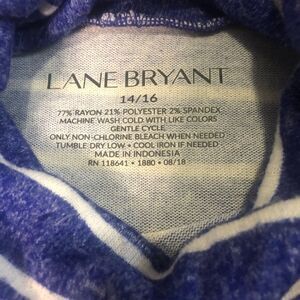 LANE BRYANT
14/16
77% RAYON 21% POLYESTER 2% SPANDEX
MACHINE WASH COLD WITH LIKE COLORS
GENTLE CYCLE
ONLY NON-CHLORINE BLEACH WHEN NEEDED
TUMBLE DRY LOW • COOL IRON IF NEEDED
MADE IN INDONESIA
RN 118641 • 1880 • 08/18